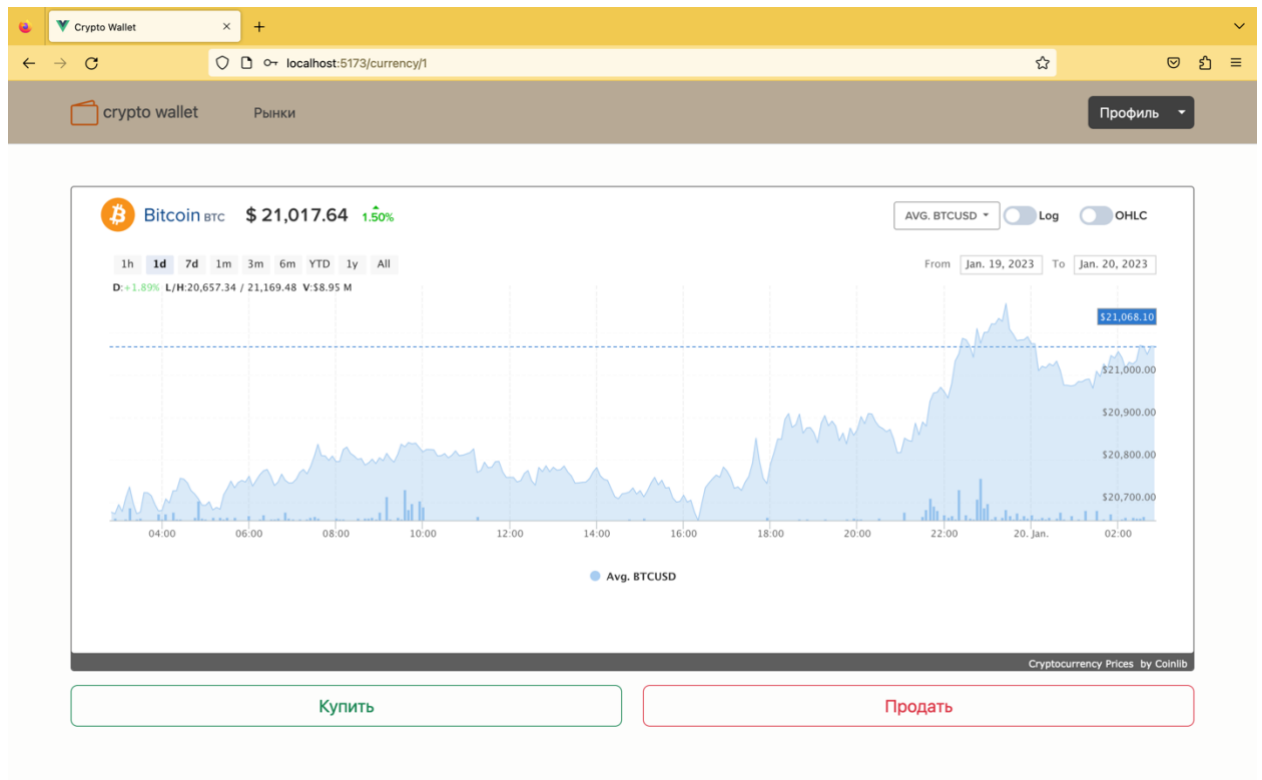 Crypto Wallet
localhost:5173/currency/1
crypto wallet Рынки Профиль
Bitcoin BTC $ 21,017.64 1.50% AVG. BTCUSD Log OHLC
1h 1d 7d 1m 3m 6m YTD 1y All From Jan. 19, 2023 To Jan. 20, 2023
D:+1.89% L/H:20,657.34 / 21,169.48 V:$8.95 M
$21,068.10
$21,000.00
$20,900.00
$20,800.00
$20,700.00
04:00 06:00 08:00 10:00 12:00 14:00 16:00 18:00 20:00 22:00 20. Jan. 02:00
Avg. BTCUSD
Cryptocurrency Prices by Coinlib
Купить Продать